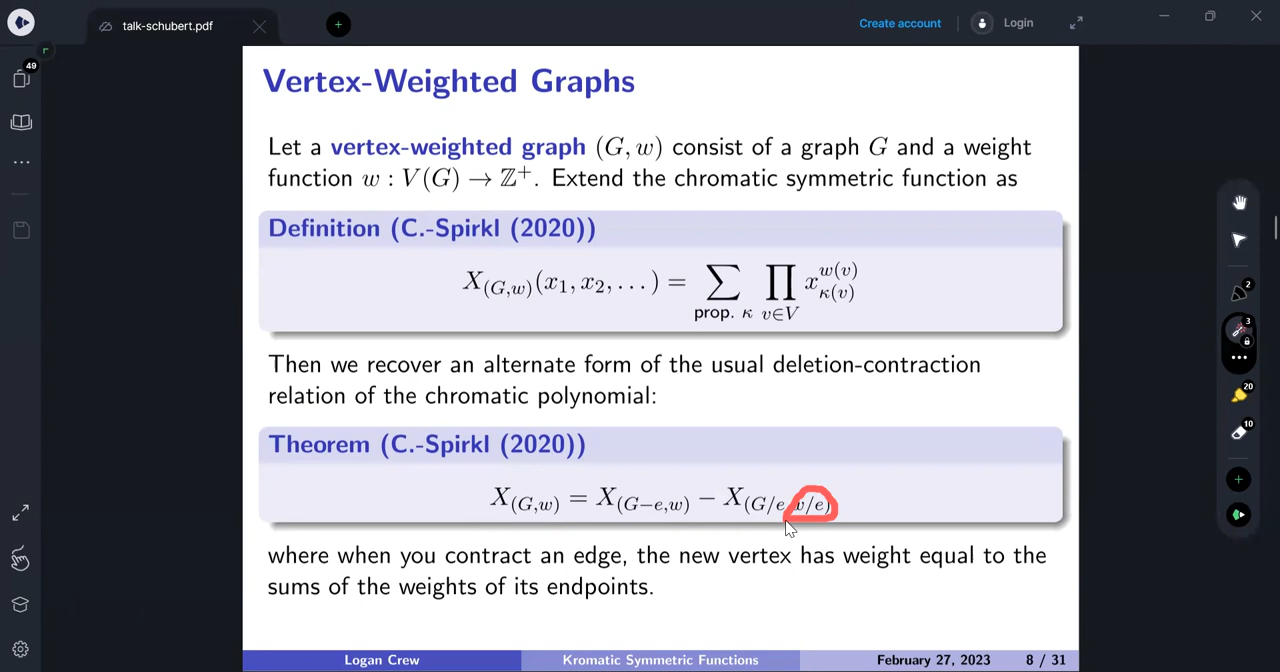 talk-schubert.pdf
+
Create account
Login
49
r
Vertex-Weighted Graphs
Let a vertex-weighted graph (G, w) consist of a graph G and a weight
function w : V(G) → ℤ⁺. Extend the chromatic symmetric function as
Definition (C.-Spirkl (2020))
X_{(G,w)}(x_1, x_2, . . . ) = ∑_{prop. κ} ∏_{v∈V} x_{κ(v)}^{w(v)}
Then we recover an alternate form of the usual deletion-contraction
relation of the chromatic polynomial:
Theorem (C.-Spirkl (2020))
X_{(G,w)} = X_{(G−e,w)} − X_{(G/e,w/e)}
where when you contract an edge, the new vertex has weight equal to the
sums of the weights of its endpoints.
Logan Crew
Kromatic Symmetric Functions
February 27, 2023
8 / 31
2
3
20
10
+